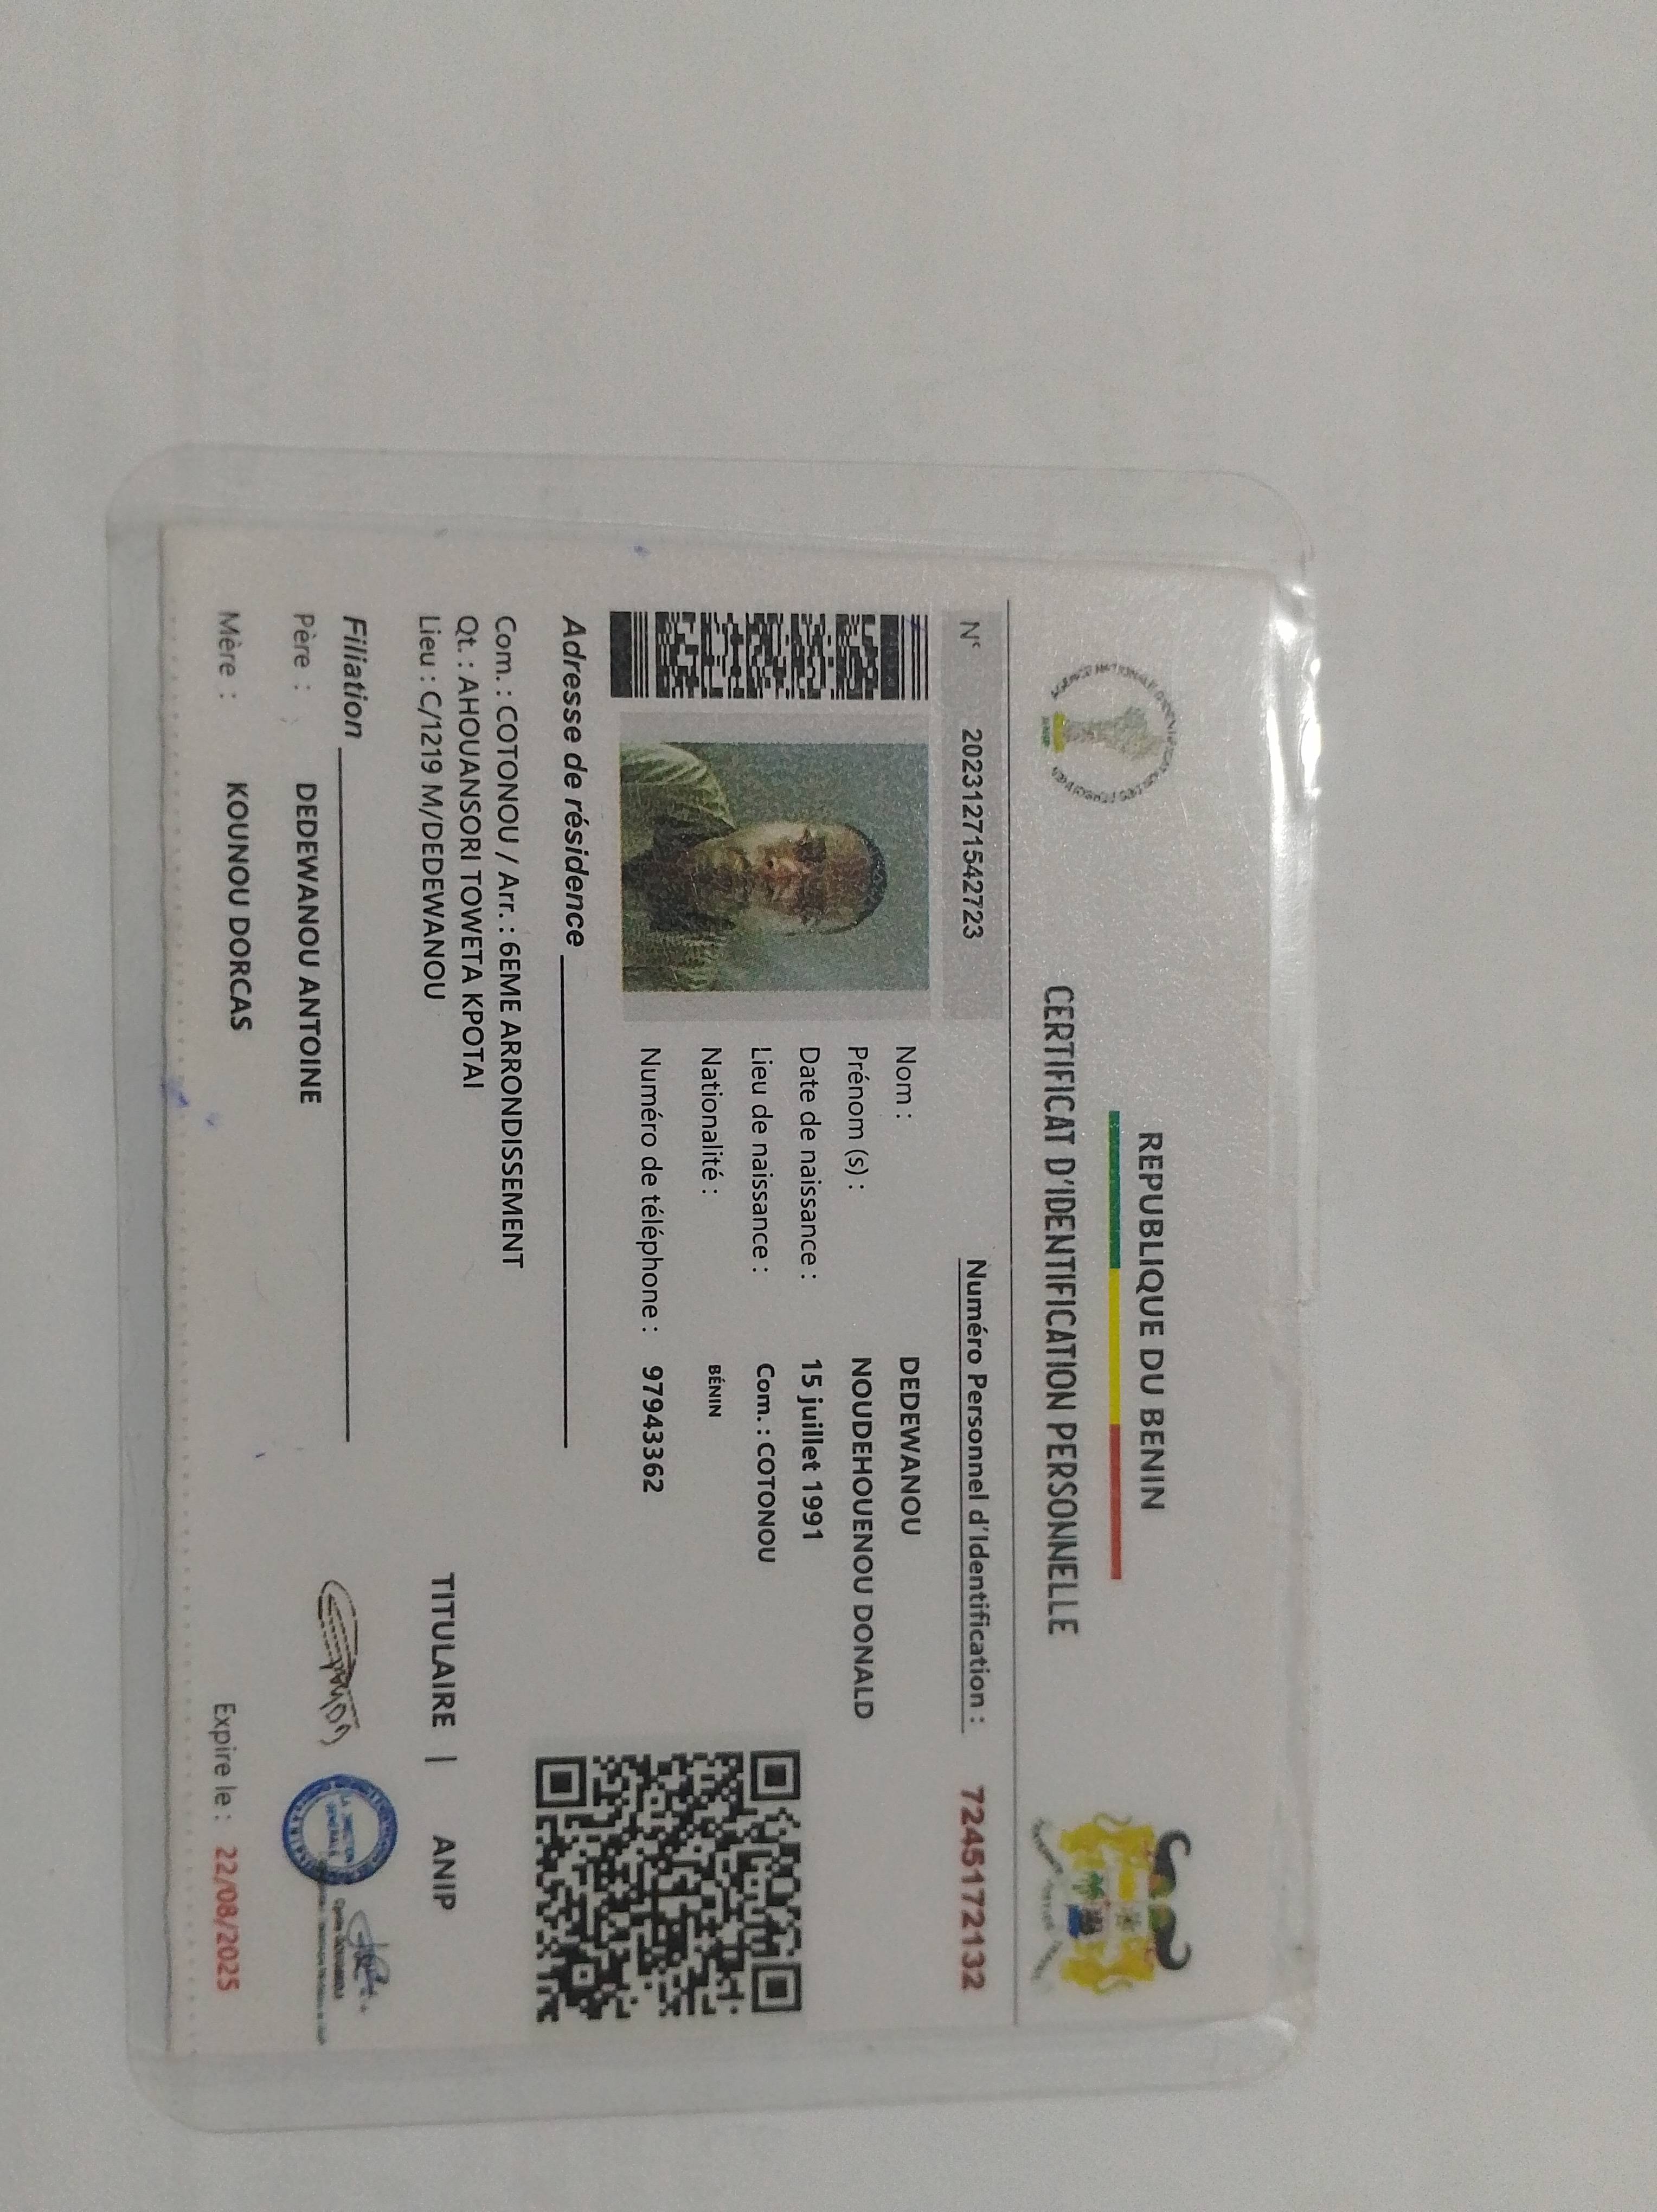 REPUBLIQUE DU BENIN
CERTIFICAT D'IDENTIFICATION PERSONNELLE
N° 2023127154272​3 Numéro Personnel d'Identification : 7245172132
Nom : DEDEWANOU
Prénom (s) : NOUDEHOUENOU DONALD
Date de naissance : 15 juillet 1991
Lieu de naissance : Com. : COTONOU
Nationalité : BÉNIN
Numéro de téléphone : 97943362
Adresse de résidence
Com. : COTONOU / Arr. : 6EME ARRONDISSEMENT
Qt. : AHOUANSORI TOWETA KPOTAI
Lieu : C/1219 M/DEDEWANOU
TITULAIRE | ANIP
Filiation
Père : DEDEWANOU ANTOINE
Mère : KOUNOU DORCAS
Expire le : 22/08/2025